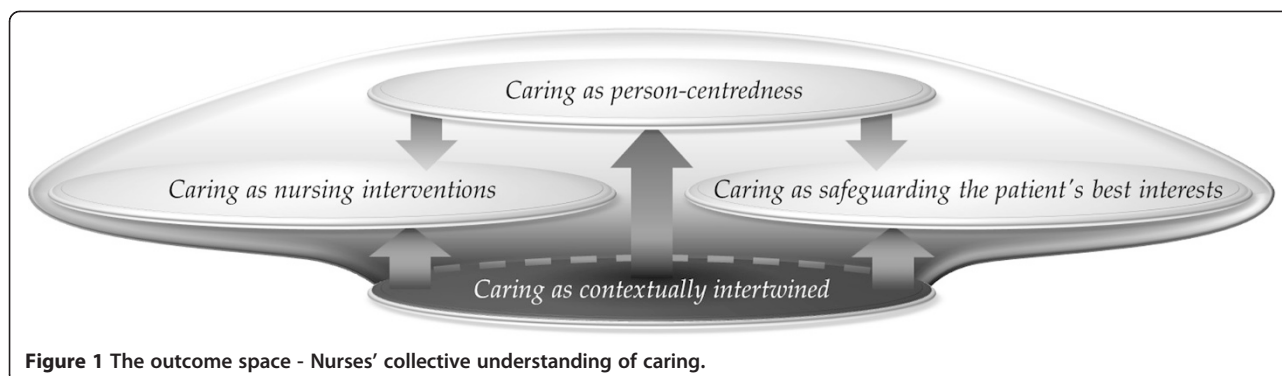 Caring as person-centredness
Caring as nursing interventions
Caring as safeguarding the patient's best interests
Caring as contextually intertwined
Figure 1 The outcome space - Nurses' collective understanding of caring.